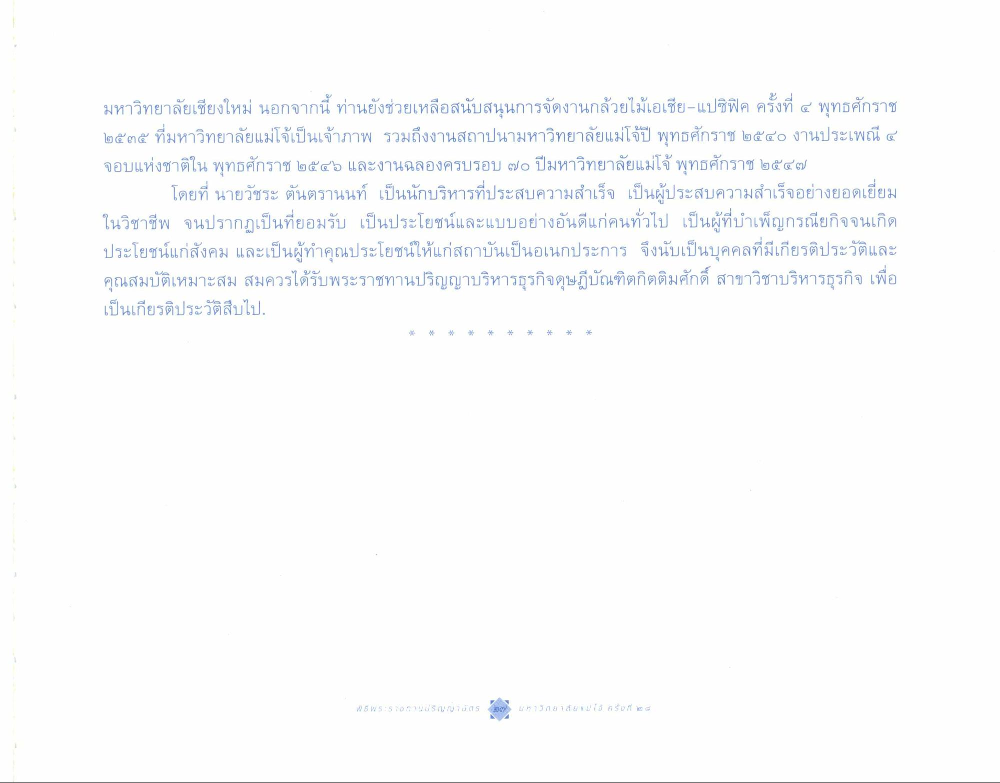 มหาวิทยาลัยเชียงใหม่ นอกจากนี้ ท่านยังช่วยเหลือสนับสนุนการจัดงานกล้วยไม้เอเชีย-แปซิฟิค ครั้งที่ ๔ พุทธศักราช
๒๕๓๕ ที่มหาวิทยาลัยแม่โจ้เป็นเจ้าภาพ รวมถึงงานสถาปนามหาวิทยาลัยแม่โจ้ปี พุทธศักราช ๒๕๔๐ งานประเพณี ๔
จอบแห่งชาติใน พุทธศักราช ๒๕๔๖ และงานฉลองครบรอบ ๗๐ ปีมหาวิทยาลัยแม่โจ้ พุทธศักราช ๒๕๔๗
โดยที่ นายวัชระ ตันตรานนท์ เป็นนักบริหารที่ประสบความสำเร็จ เป็นผู้ประสบความสำเร็จอย่างยอดเยี่ยม
ในวิชาชีพ จนปรากฏเป็นที่ยอมรับ เป็นประโยชน์และแบบอย่างอันดีแก่คนทั่วไป เป็นผู้ที่บำเพ็ญกรณียกิจจนเกิด
ประโยชน์แก่สังคม และเป็นผู้ทำคุณประโยชน์ให้แก่สถาบันเป็นอเนกประการ จึงนับเป็นบุคคลที่มีเกียรติประวัติและ
คุณสมบัติเหมาะสม สมควรได้รับพระราชทานปริญญาบริหารธุรกิจดุษฎีบัณฑิตกิตติมศักดิ์ สาขาวิชาบริหารธุรกิจ เพื่อ
เป็นเกียรติประวัติสืบไป.
* * * * * * * * * *
พิธีพระราชทานปริญญาบัตร ๒๗ มหาวิทยาลัยแม่โจ้ ครั้งที่ ๒๘